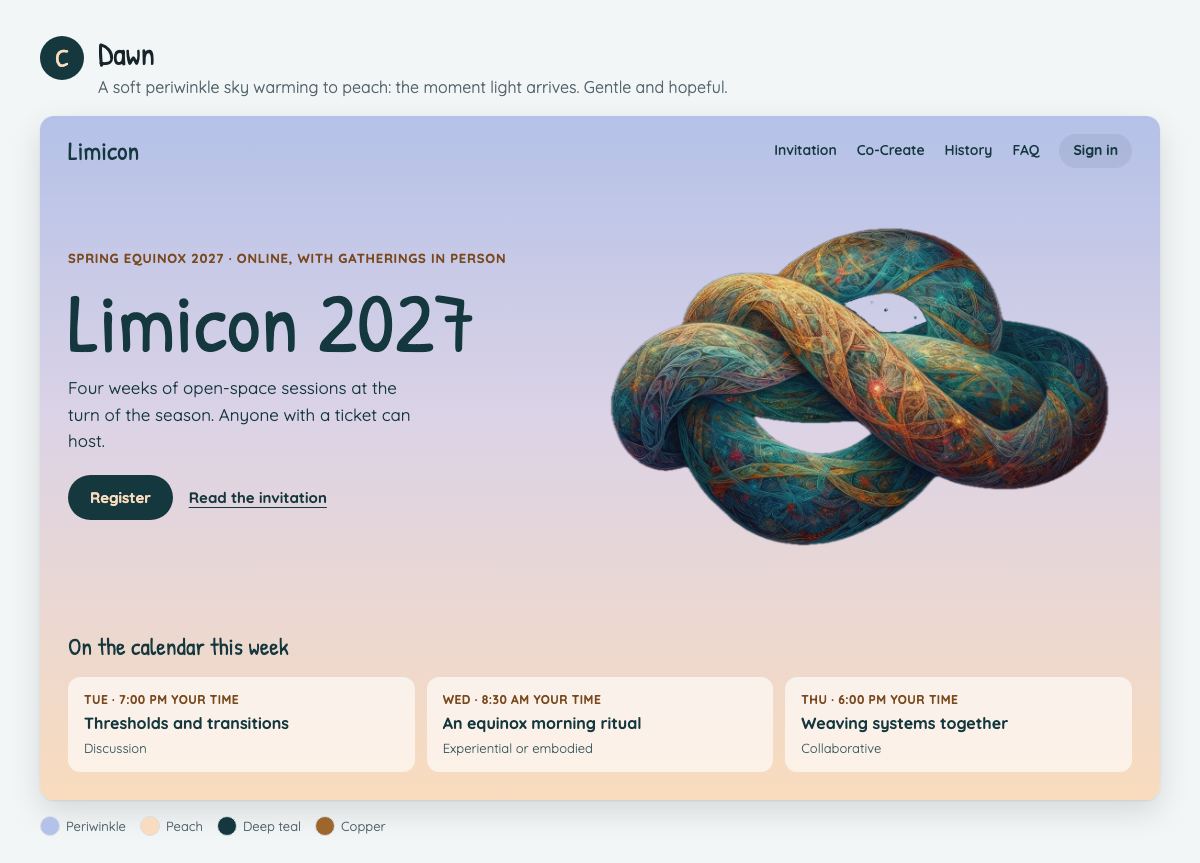 C
Dawn
A soft periwinkle sky warming to peach: the moment light arrives. Gentle and hopeful.
Limicon
Invitation Co-Create History FAQ Sign in
SPRING EQUINOX 2027 · ONLINE, WITH GATHERINGS IN PERSON
Limicon 2027
Four weeks of open-space sessions at the
turn of the season. Anyone with a ticket can
host.
Register Read the invitation
On the calendar this week
TUE · 7:00 PM YOUR TIME
Thresholds and transitions
Discussion
WED · 8:30 AM YOUR TIME
An equinox morning ritual
Experiential or embodied
THU · 6:00 PM YOUR TIME
Weaving systems together
Collaborative
Periwinkle Peach Deep teal Copper